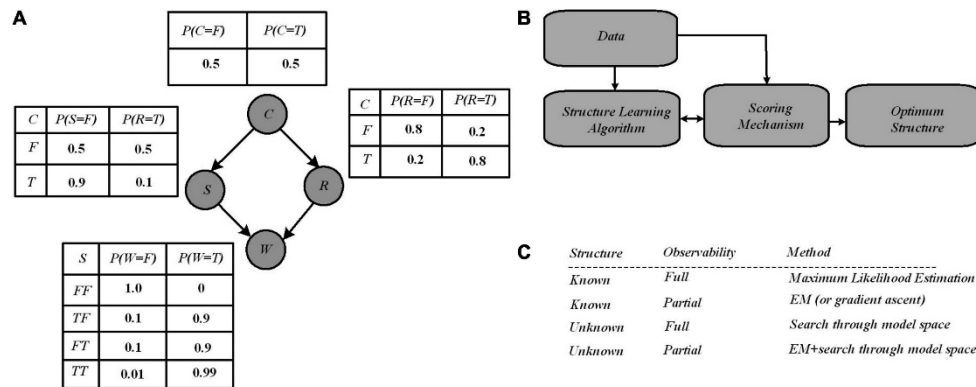 A
P(C=F) P(C=T)
0.5 0.5
C P(S=F) P(R=T)
F 0.5 0.5
T 0.9 0.1
C P(R=F) P(R=T)
F 0.8 0.2
T 0.2 0.8
C
S
R
W
S P(W=F) P(W=T)
FF 1.0 0
TF 0.1 0.9
FT 0.1 0.9
TT 0.01 0.99
B
Data
Structure Learning
Algorithm
Scoring
Mechanism
Optimum
Structure
C
Structure Observability Method
Known Full Maximum Likelihood Estimation
Known Partial EM (or gradient ascent)
Unknown Full Search through model space
Unknown Partial EM+search through model space